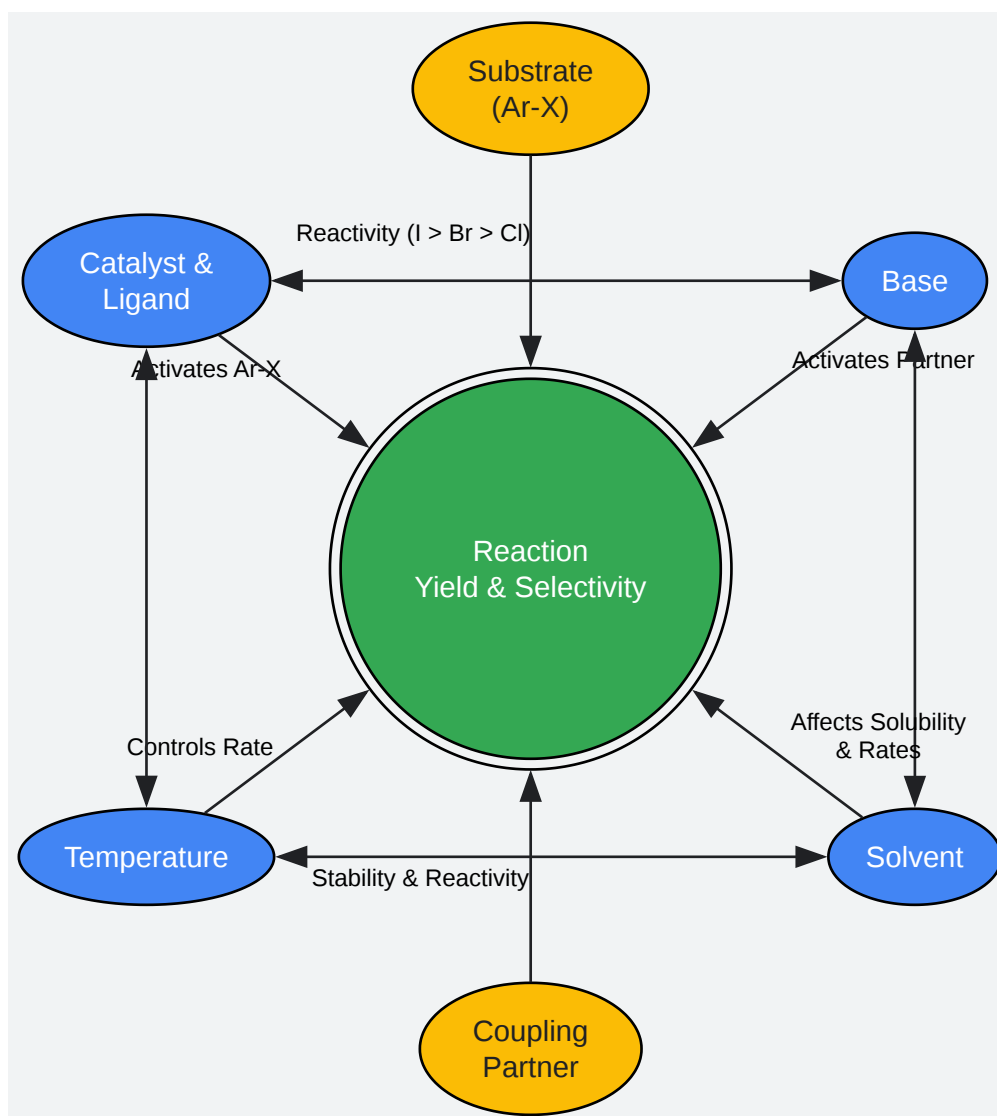 Substrate
(Ar-X)
Reactivity (I > Br > Cl)
Catalyst &
Ligand
Base
Activates Ar-X
Activates Partner
Reaction
Yield & Selectivity
Controls Rate
Affects Solubility
& Rates
Temperature
Solvent
Stability & Reactivity
Coupling
Partner